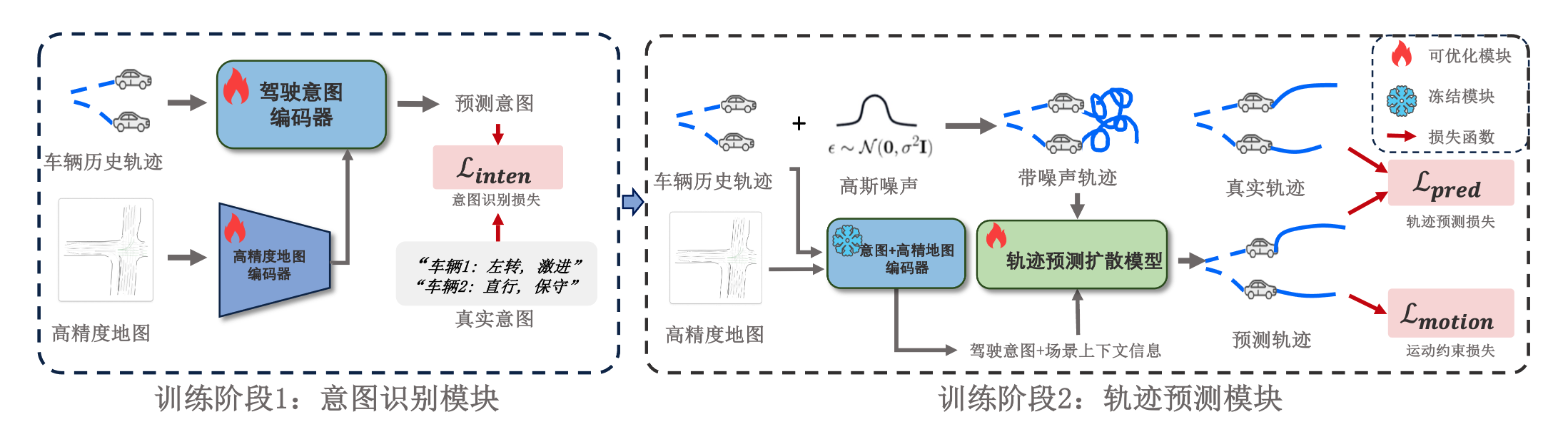 车辆历史轨迹
高精度地图
驾驶意图
编码器
高精度地图
编码器
预测意图
ℒinten
意图识别损失
“车辆1: 左转, 激进”
“车辆2: 直行, 保守”
真实意图
训练阶段1: 意图识别模块
车辆历史轨迹
+
ϵ ∼ 𝒩(0, σ²I)
高斯噪声
带噪声轨迹
真实轨迹
高精度地图
意图+高精地图
编码器
轨迹预测扩散模型
驾驶意图+场景上下文信息
预测轨迹
可优化模块
冻结模块
损失函数
ℒpred
轨迹预测损失
ℒmotion
运动约束损失
训练阶段2: 轨迹预测模块